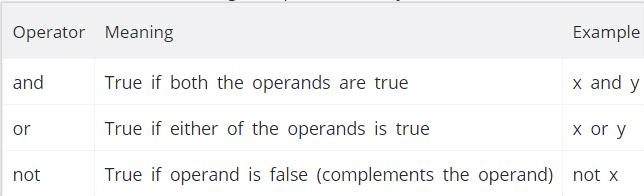 Operator Meaning Example
and True if both the operands are true x and y
or True if either of the operands is true x or y
not True if operand is false (complements the operand) not x